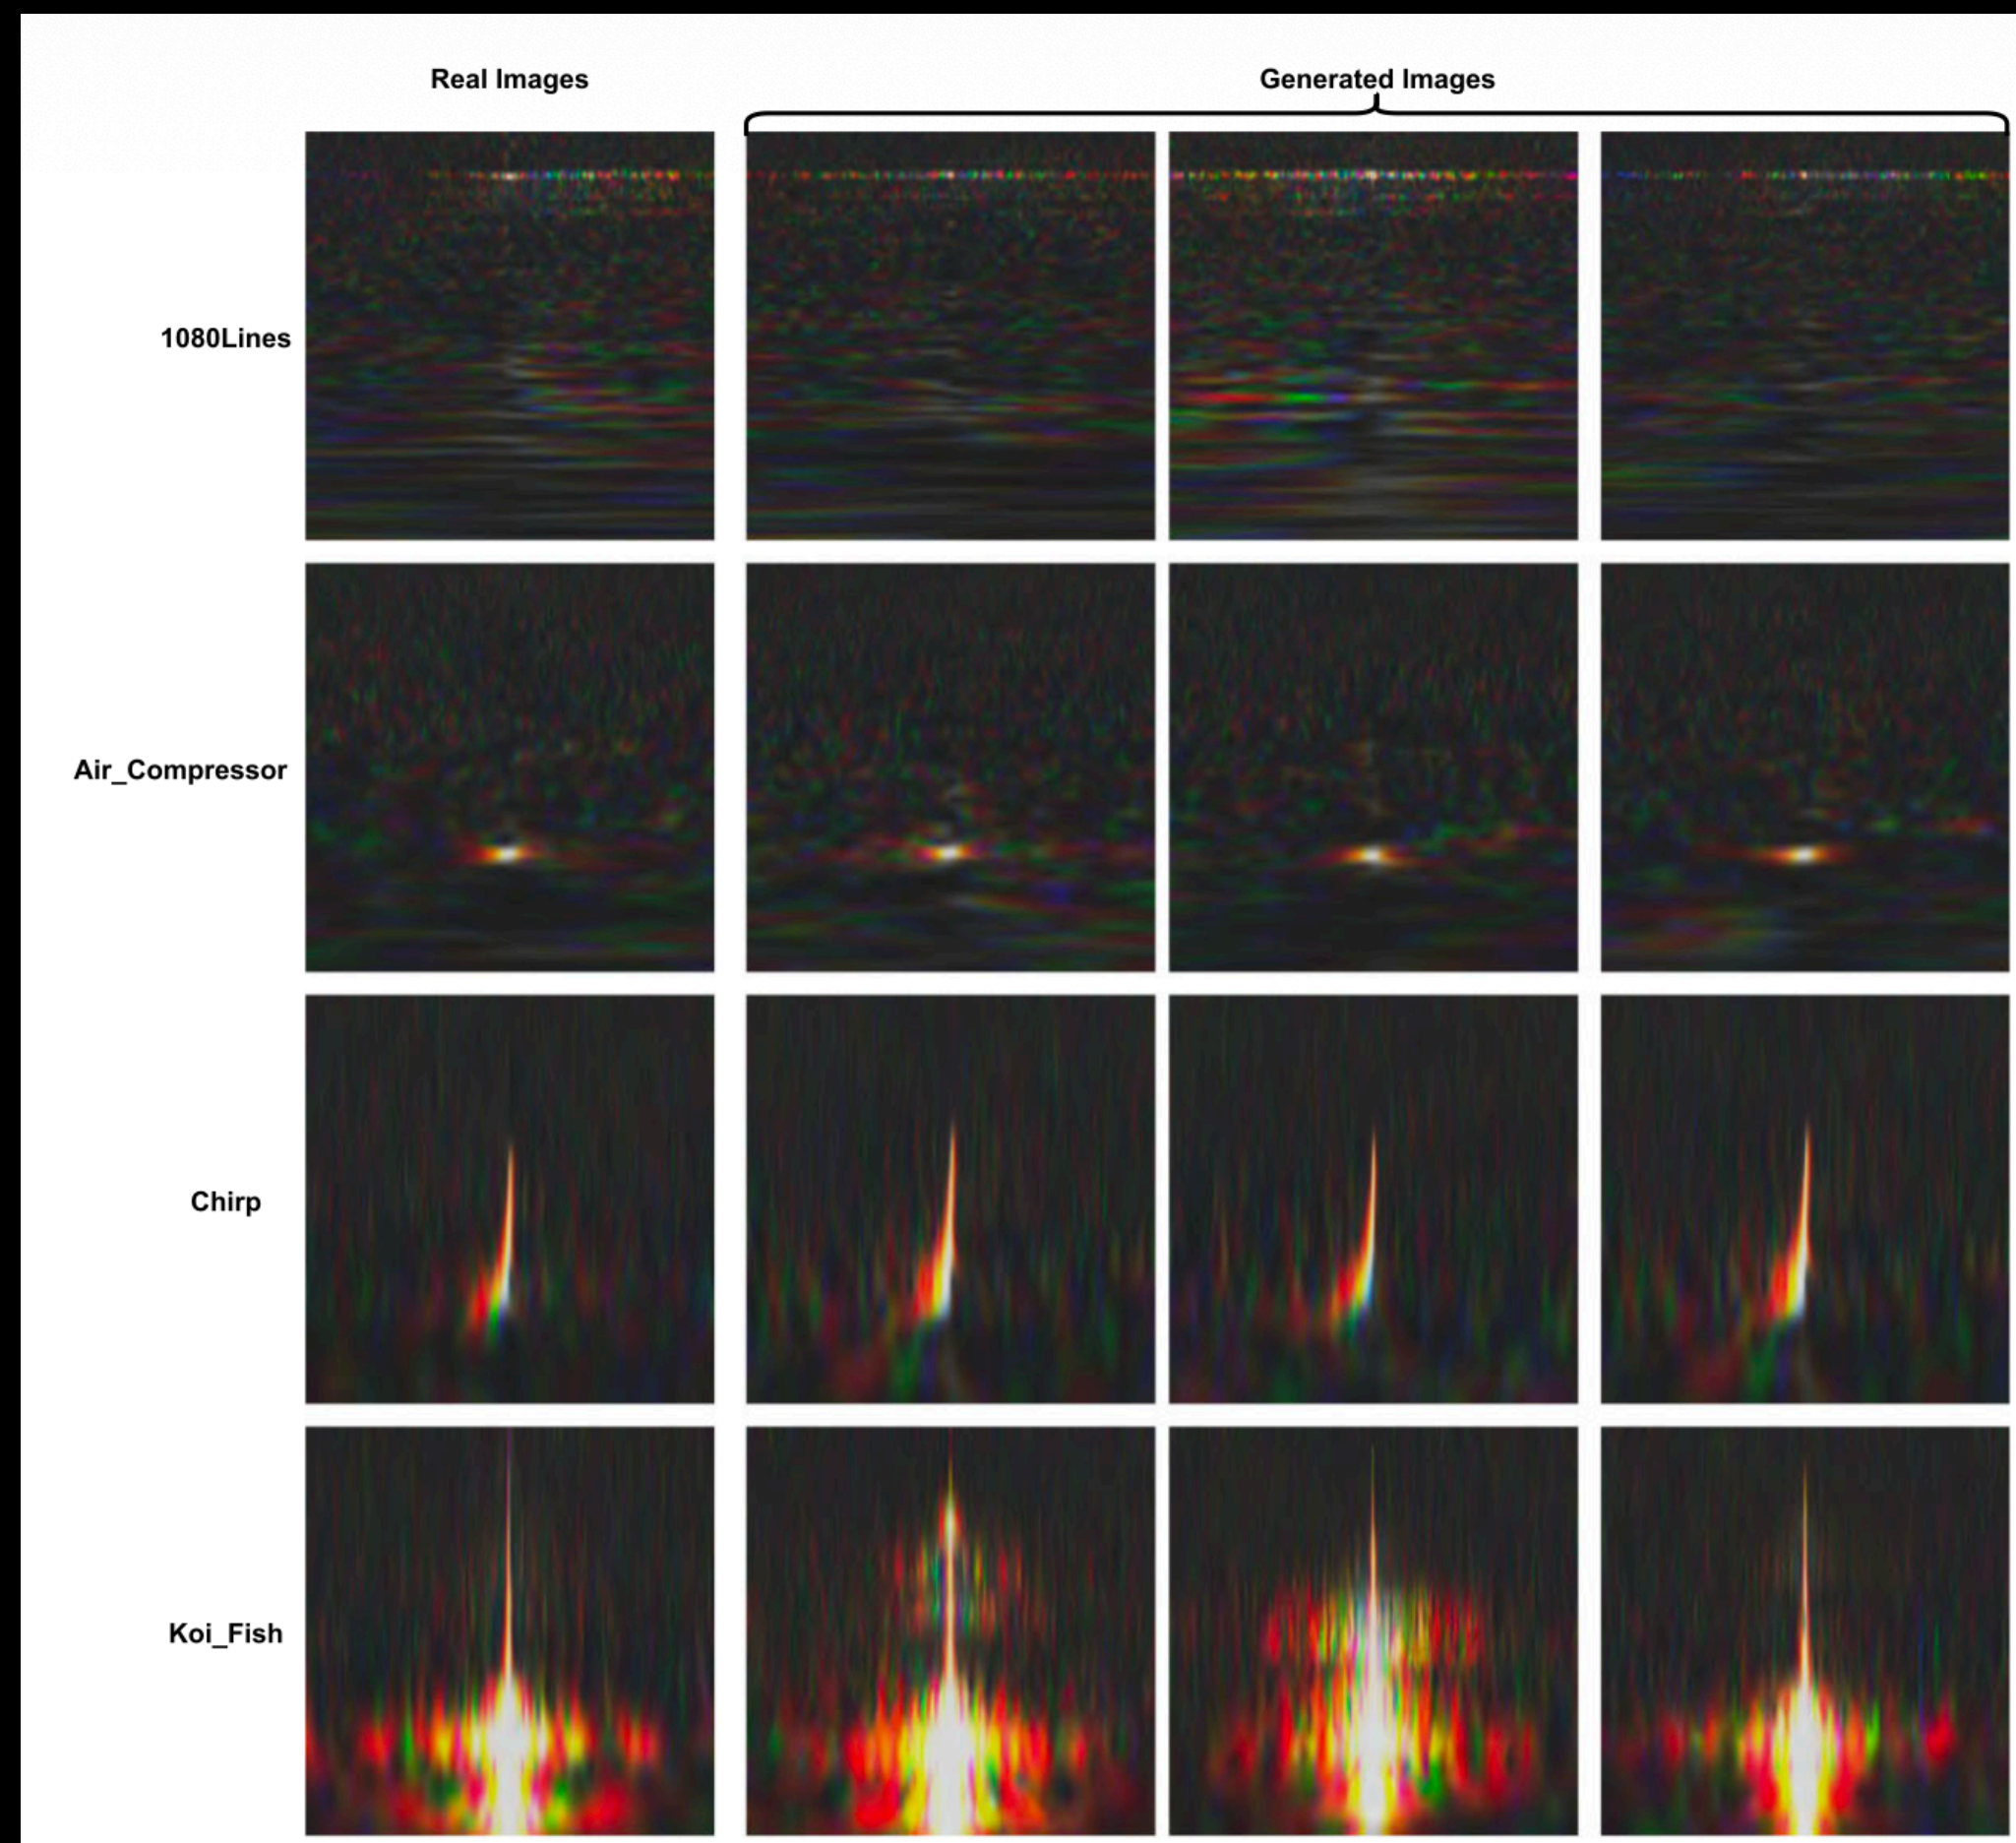 Real Images
Generated Images
1080Lines
Air_Compressor
Chirp
Koi_Fish